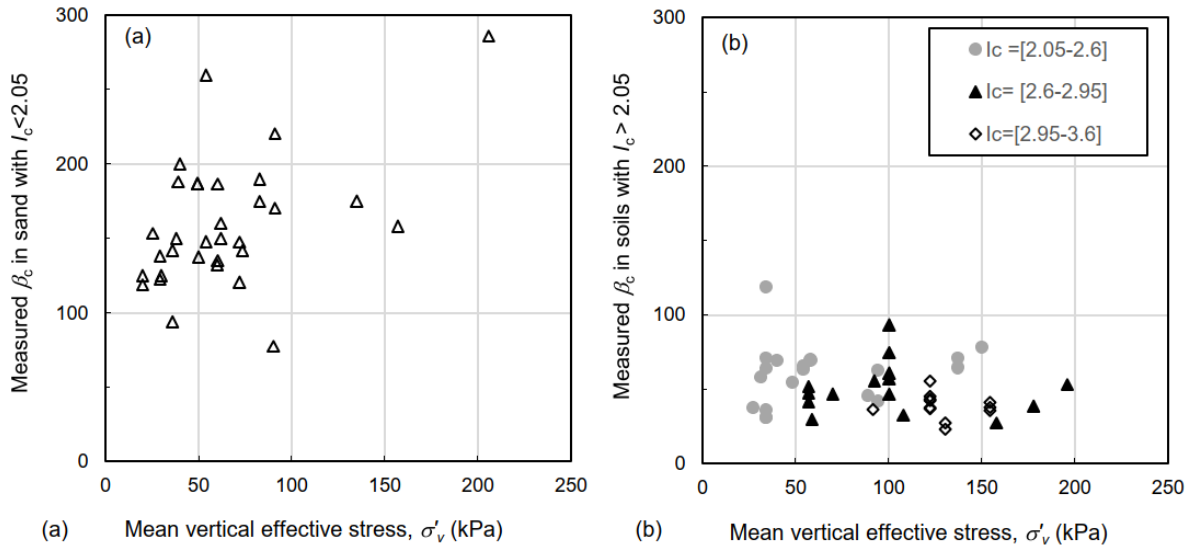 300
200
100
0
0
50
100
150
200
250
(a)
Measured βc in sand with Ic<2.05
(a)
Mean vertical effective stress, σ′v (kPa)
300
200
100
0
0
50
100
150
200
250
(b)
Ic =[2.05-2.6]
Ic= [2.6-2.95]
Ic=[2.95-3.6]
Measured βc in soils with Ic > 2.05
(b)
Mean vertical effective stress, σ′v (kPa)